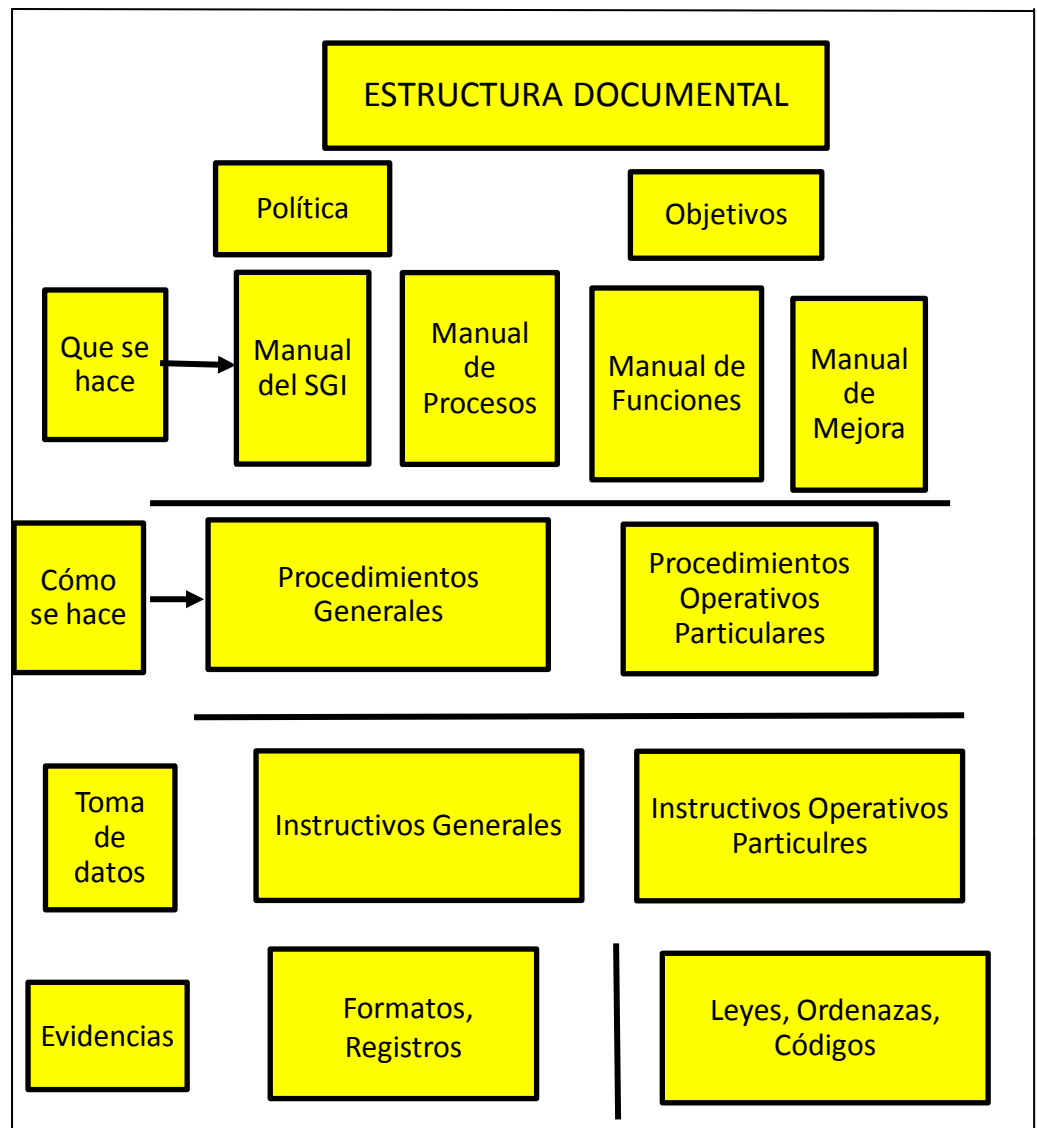 ESTRUCTURA DOCUMENTAL
Política
Objetivos
Que se
hace
Manual
del SGI
Manual
de
Procesos
Manual de
Funciones
Manual
de
Mejora
Cómo
se hace
Procedimientos
Generales
Procedimientos
Operativos
Particulares
Toma
de
datos
Instructivos Generales
Instructivos Operativos
Particulres
Evidencias
Formatos,
Registros
Leyes, Ordenazas,
Códigos